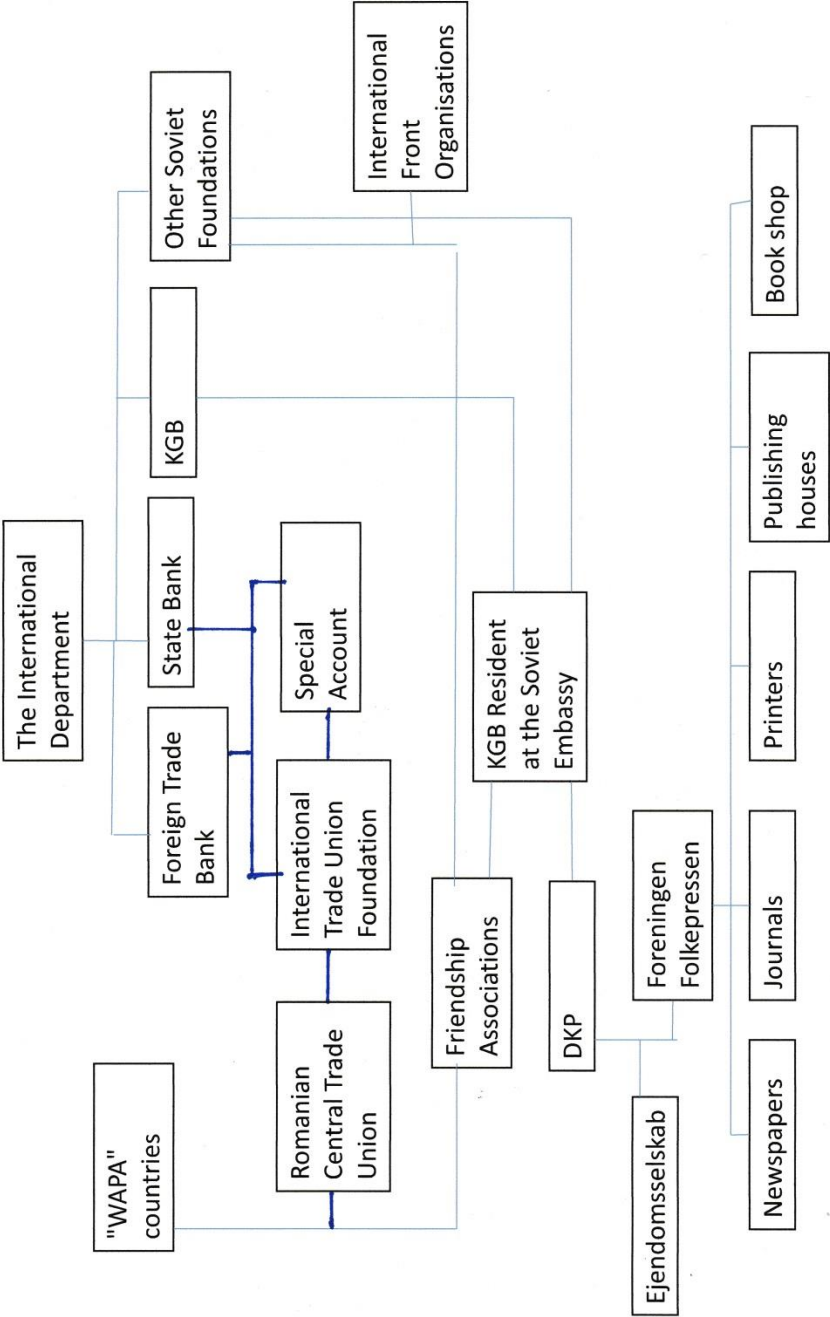 The International
Department
Foreign Trade
Bank
State Bank
KGB
Other Soviet
Foundations
"WAPA"
countries
Romanian
Central Trade
Union
International
Trade Union
Foundation
Special
Account
International
Front
Organisations
Friendship
Associations
KGB Resident
at the Soviet
Embassy
DKP
Ejendomsselskab
Foreningen
Folkepressen
Newspapers
Journals
Printers
Publishing
houses
Book shop